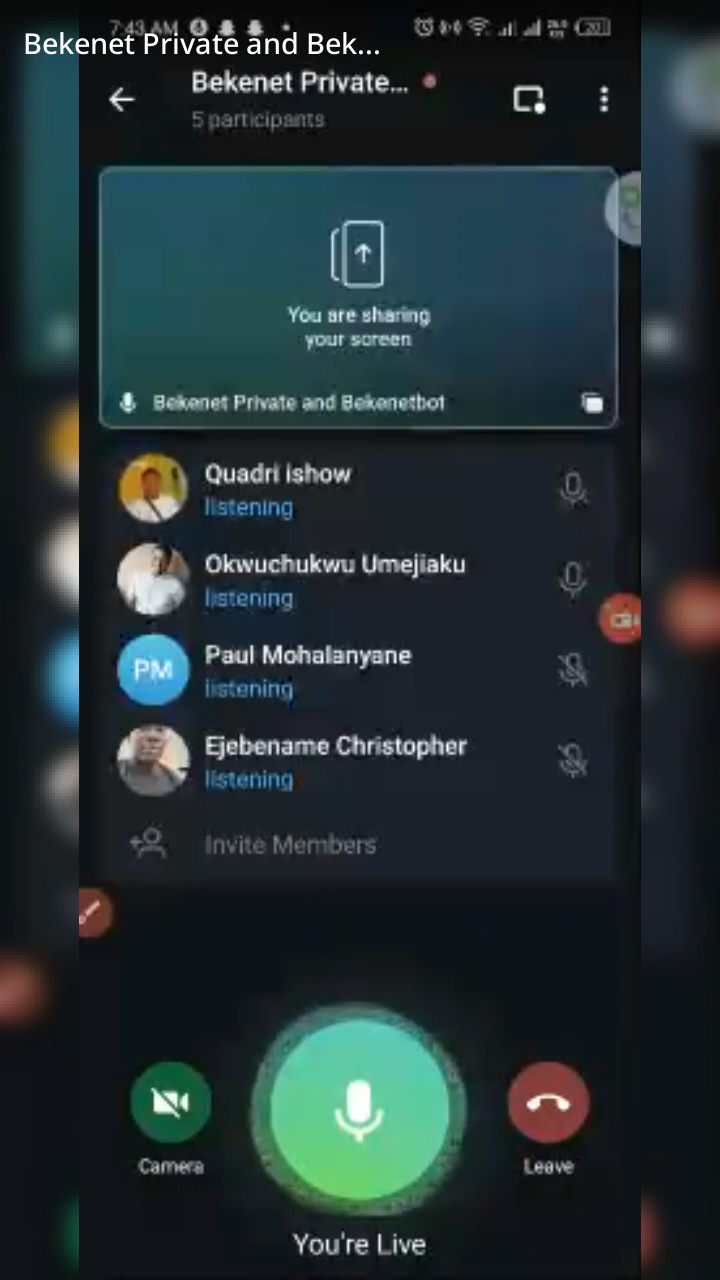 7:43 AM
Bekenet Private and Bek...
Bekenet Private...
5 participants
You are sharing
your screen
Bekenet Private and Bekenetbot
Quadri ishow
listening
Okwuchukwu Umejiaku
listening
PM
Paul Mohalanyane
listening
Ejebename Christopher
listening
Invite Members
Camera
Leave
You're Live